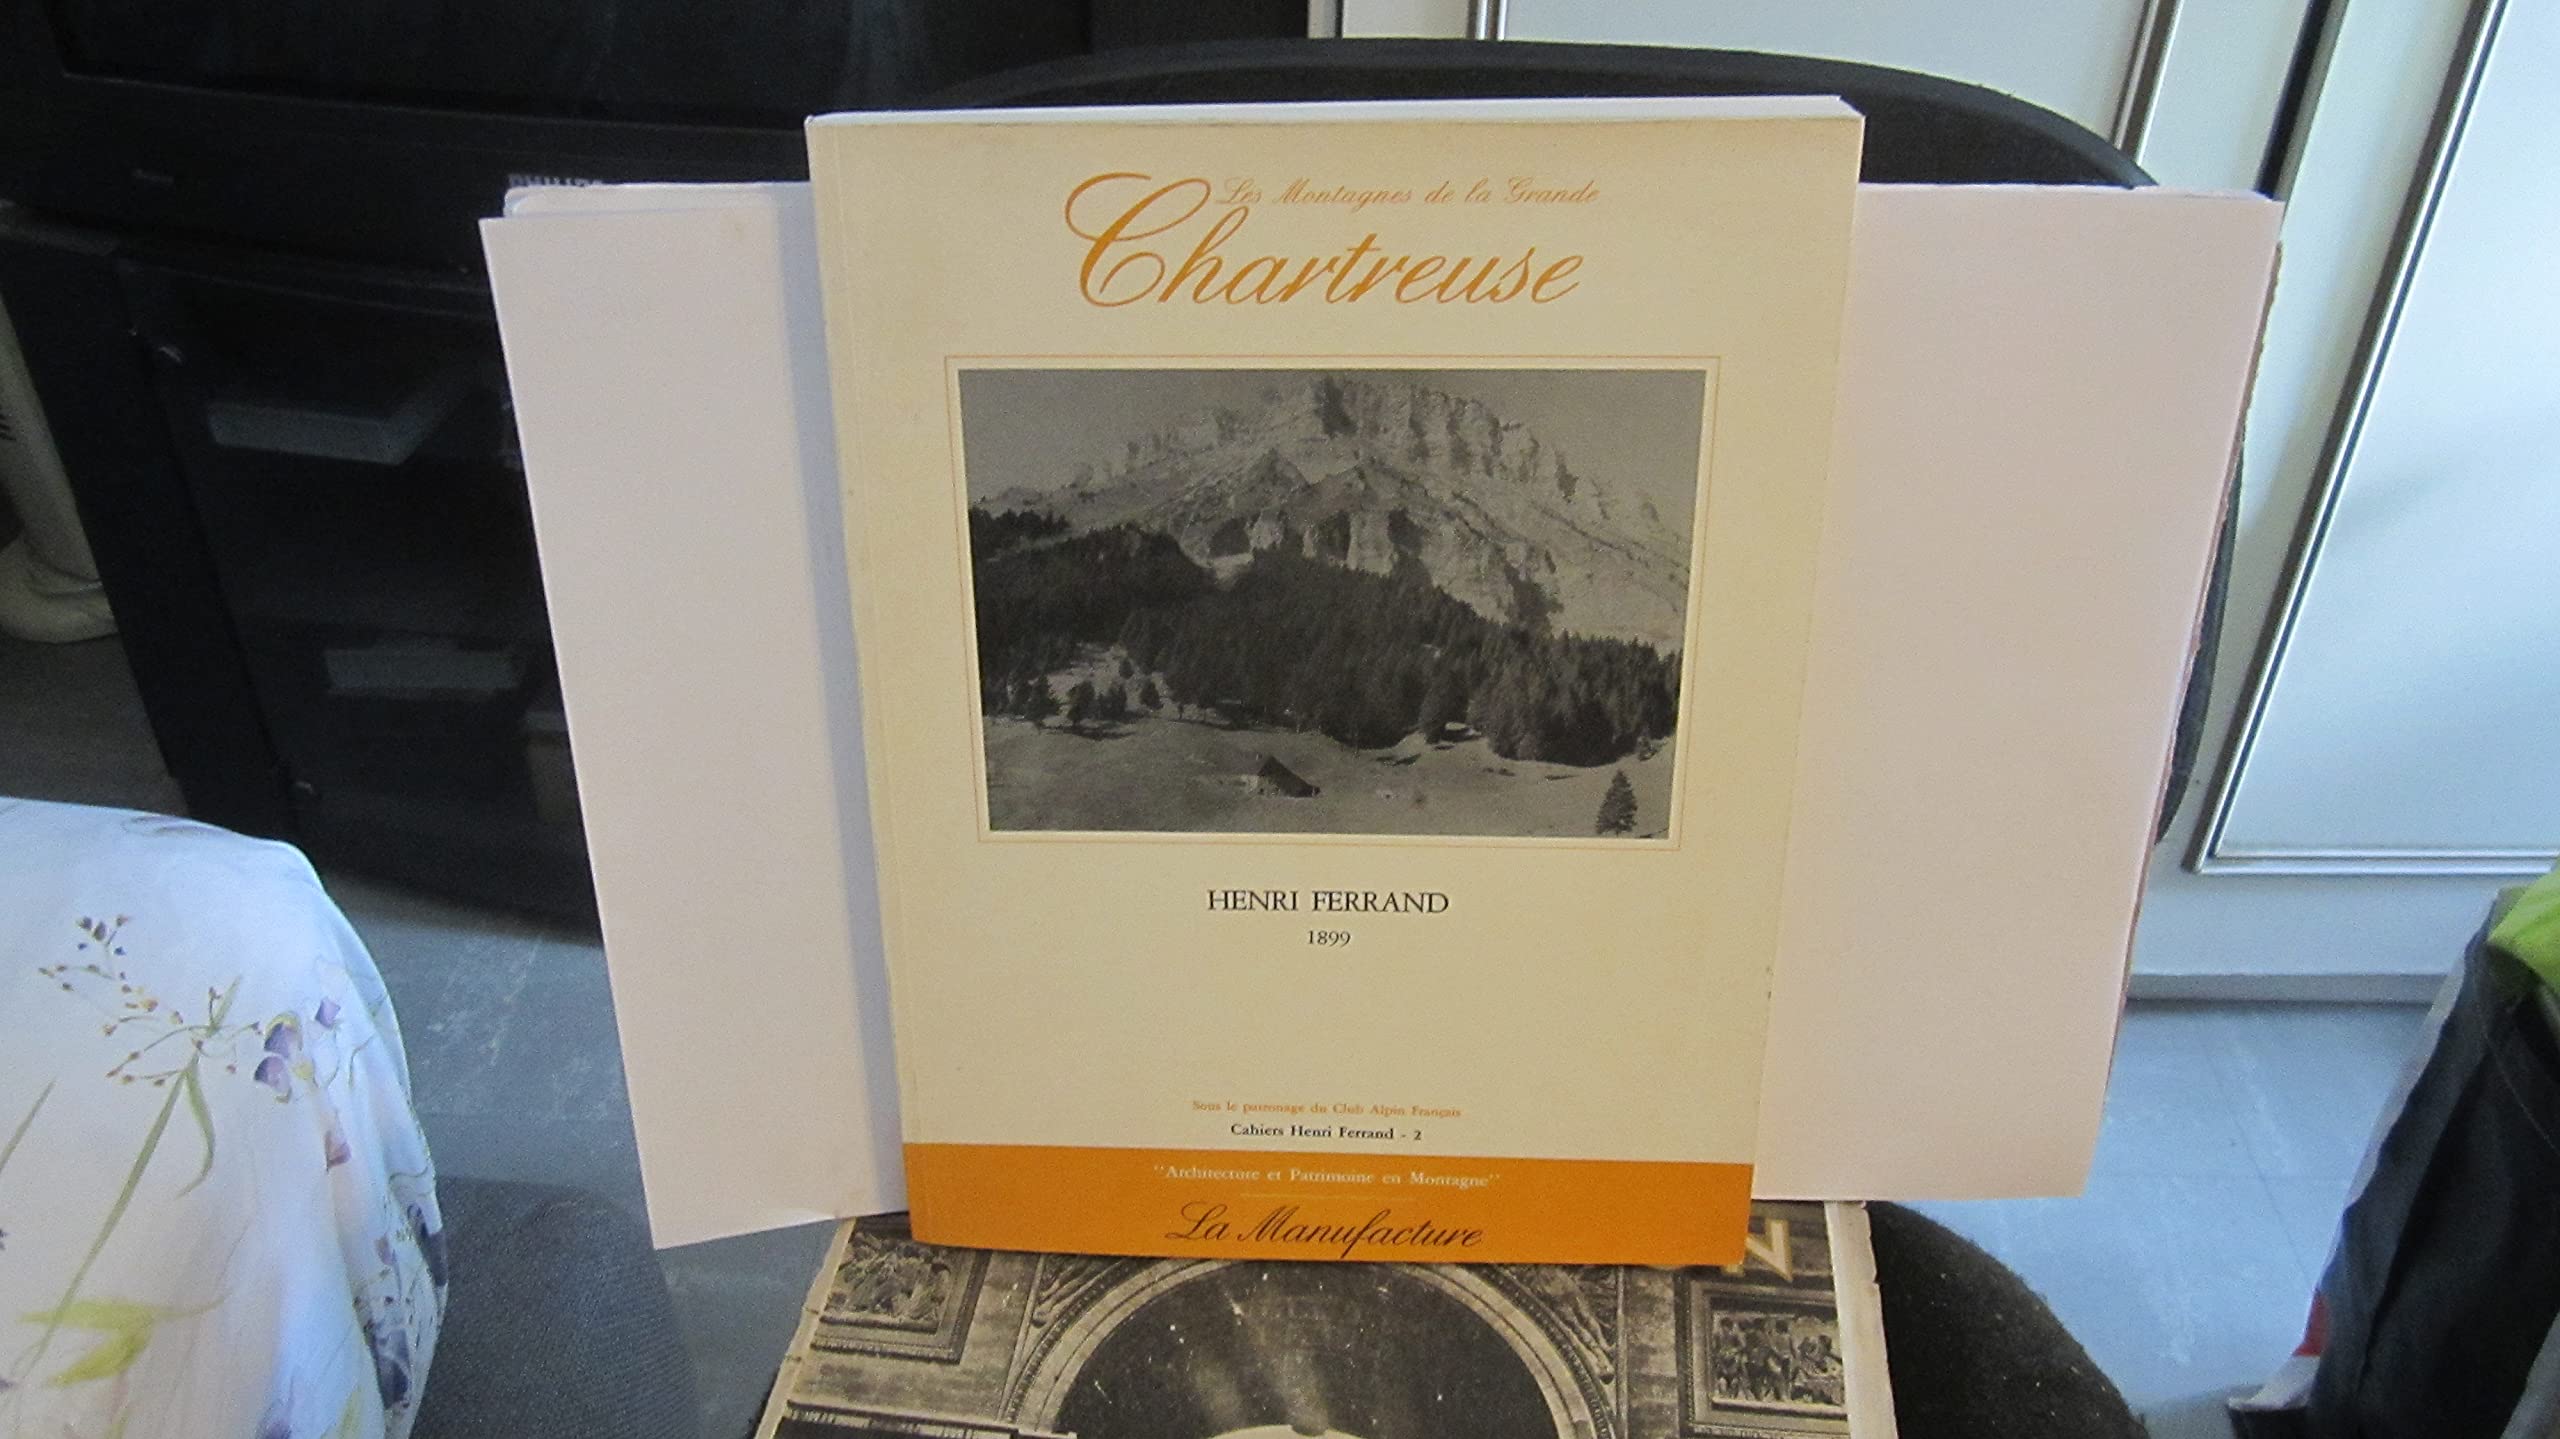 PHILIPS
Les Montagnes de la Grande
Chartreuse
HENRI FERRAND
1899
Sous le patronage du Club Alpin Français
Cahiers Henri Ferrand - 2
"Architecture et Patrimoine en Montagne"
La Manufacture